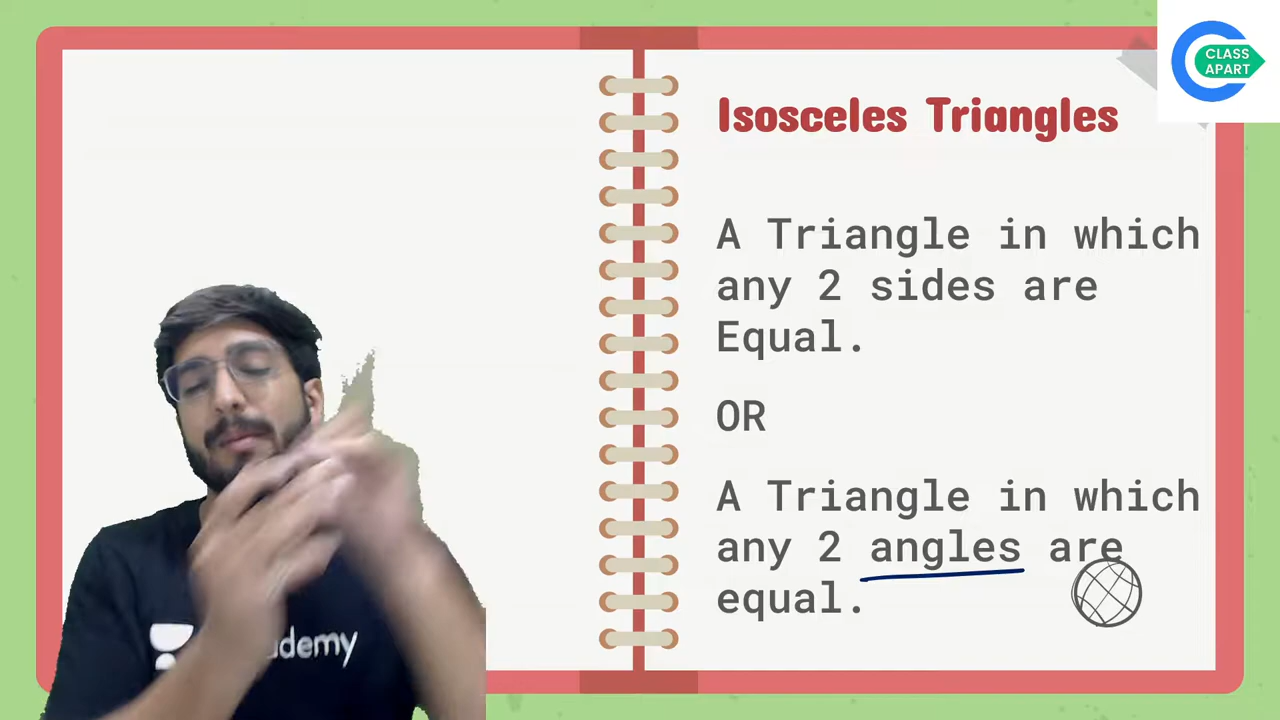 CLASS
APART
Isosceles Triangles
A Triangle in which
any 2 sides are
Equal.
OR
A Triangle in which
any 2 angles are
equal.